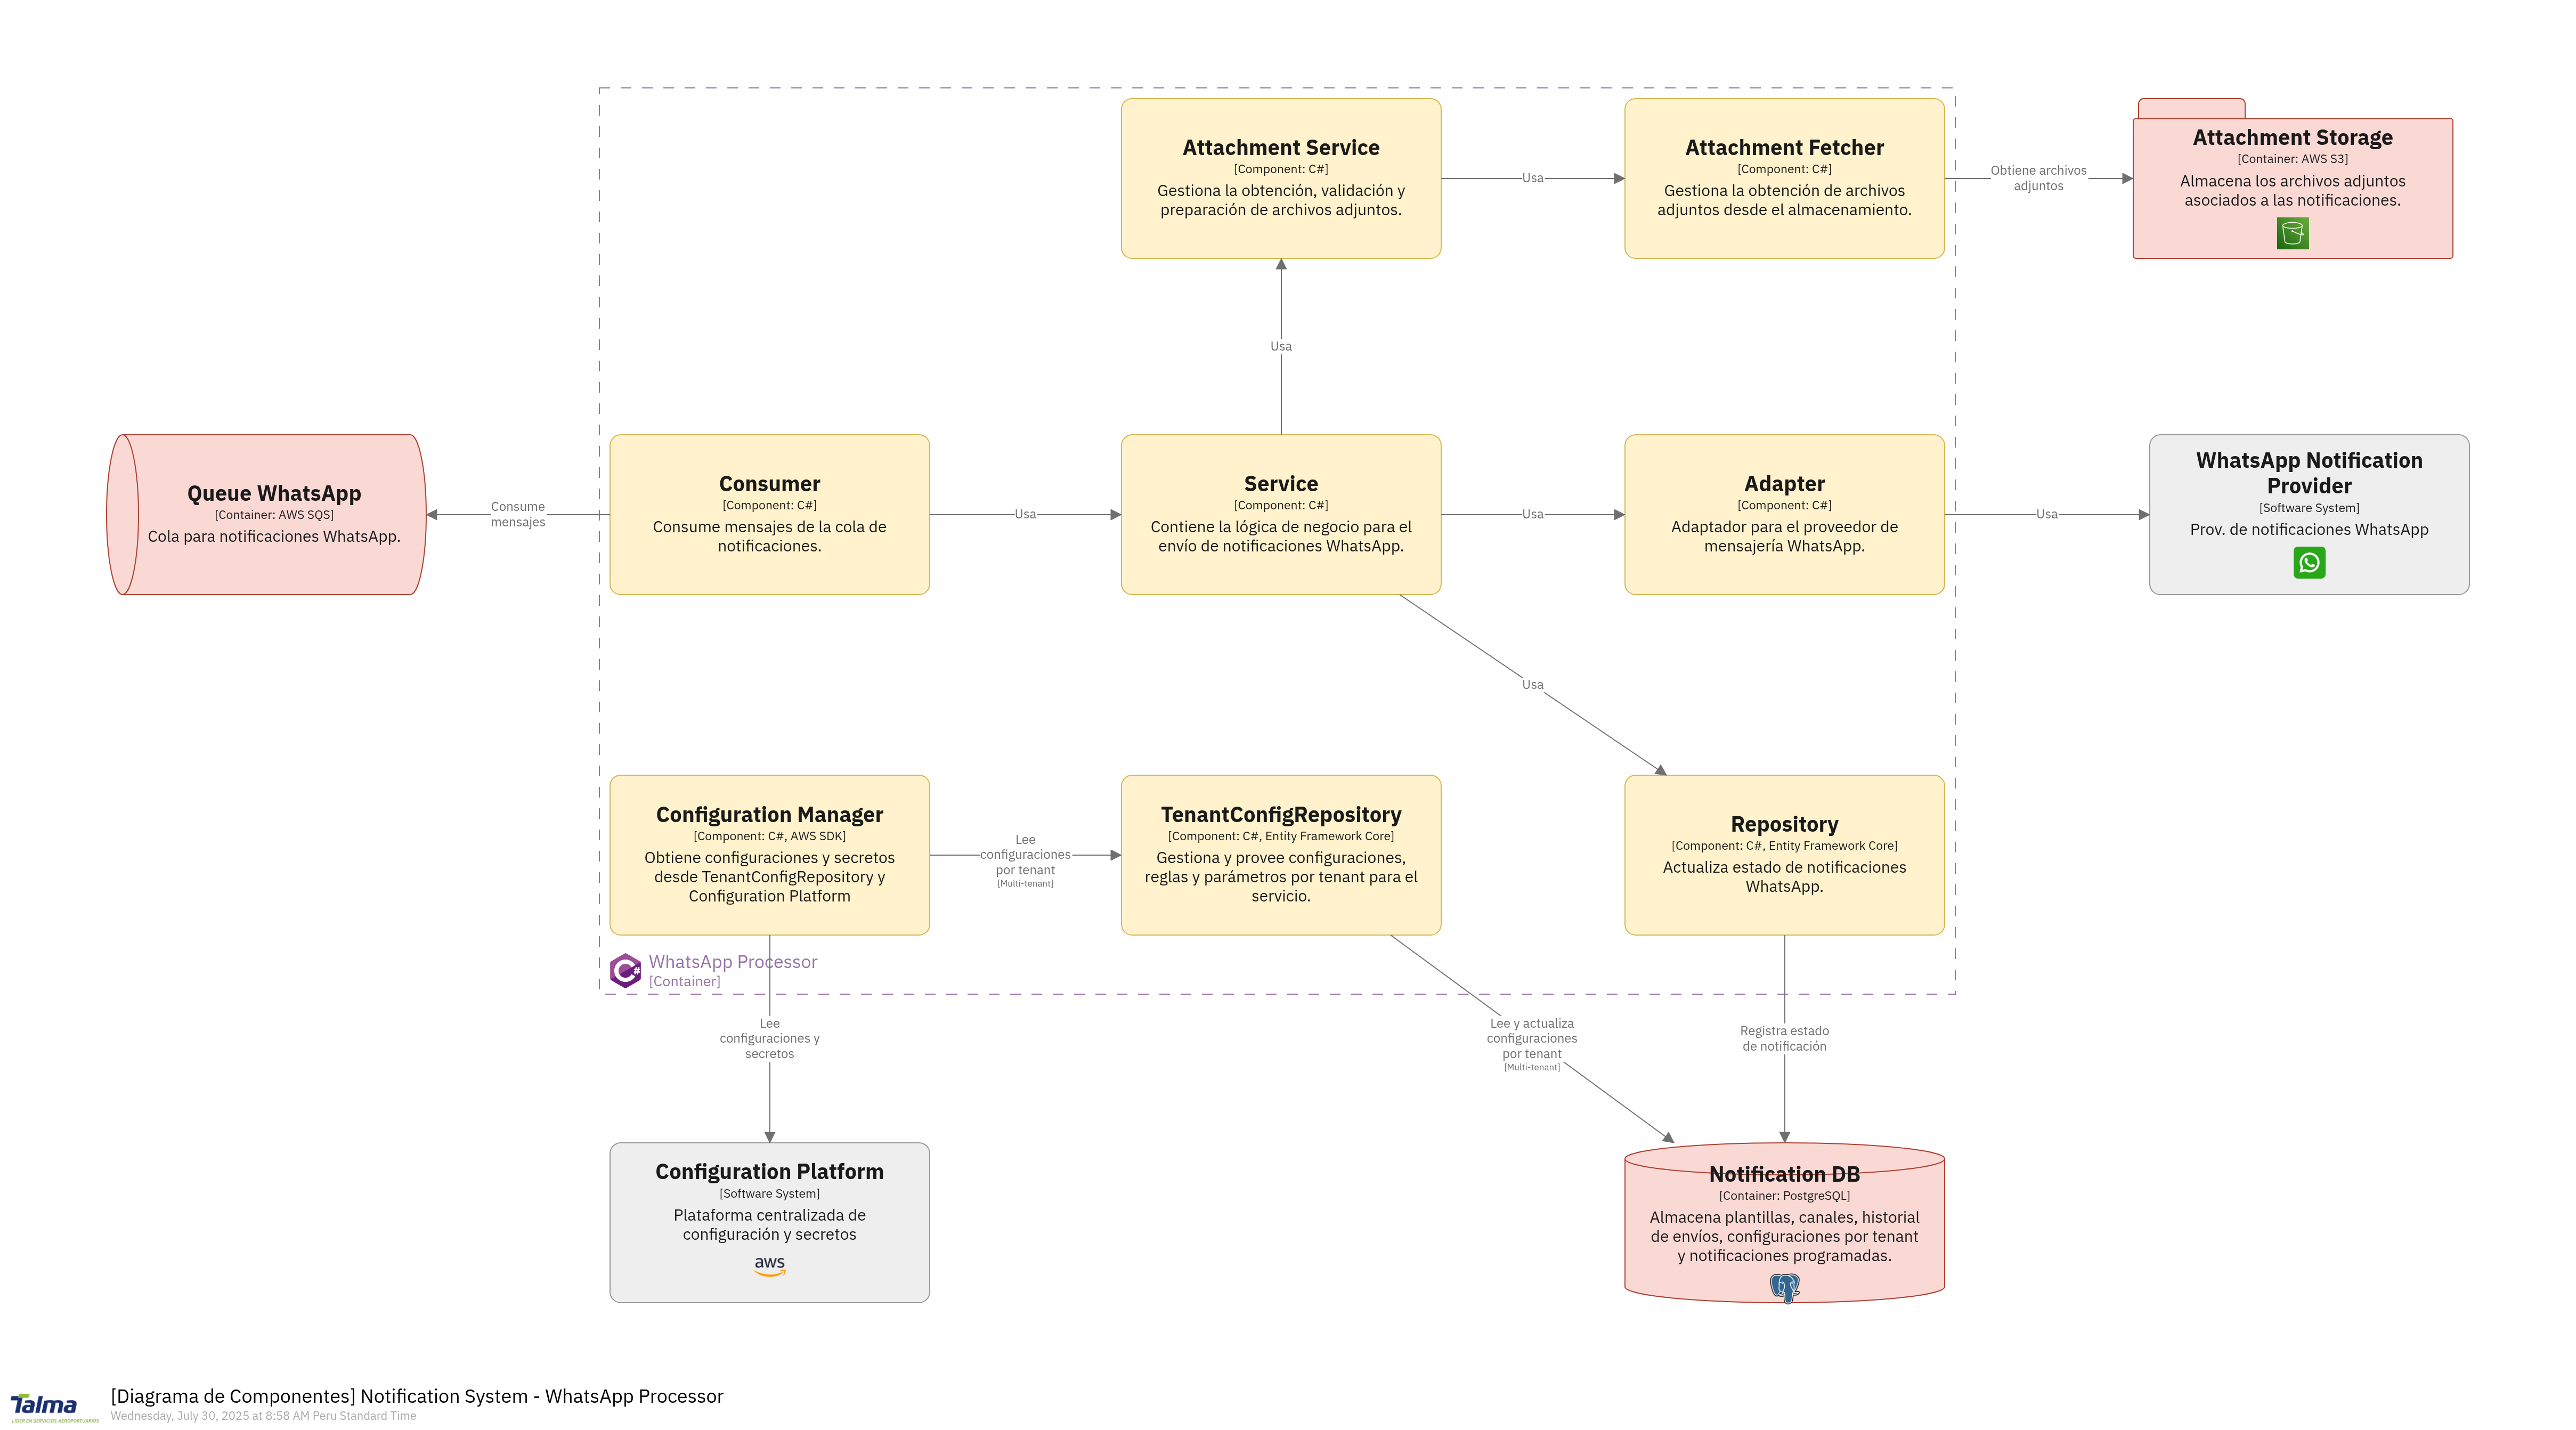 Attachment Service
[Component: C#]
Gestiona la obtención, validación y
preparación de archivos adjuntos.
Usa
Attachment Fetcher
[Component: C#]
Gestiona la obtención de archivos
adjuntos desde el almacenamiento.
Obtiene archivos
adjuntos
Attachment Storage
[Container: AWS S3]
Almacena los archivos adjuntos
asociados a las notificaciones.
Usa
Queue WhatsApp
[Container: AWS SQS]
Cola para notificaciones WhatsApp.
Consume
mensajes
Consumer
[Component: C#]
Consume mensajes de la cola de
notificaciones.
Usa
Service
[Component: C#]
Contiene la lógica de negocio para el
envío de notificaciones WhatsApp.
Usa
Adapter
[Component: C#]
Adaptador para el proveedor de
mensajería WhatsApp.
Usa
WhatsApp Notification
Provider
[Software System]
Prov. de notificaciones WhatsApp
Usa
Configuration Manager
[Component: C#, AWS SDK]
Obtiene configuraciones y secretos
desde TenantConfigRepository y
Configuration Platform
Lee
configuraciones
por tenant
[Multi-tenant]
TenantConfigRepository
[Component: C#, Entity Framework Core]
Gestiona y provee configuraciones,
reglas y parámetros por tenant para el
servicio.
Repository
[Component: C#, Entity Framework Core]
Actualiza estado de notificaciones
WhatsApp.
C#
WhatsApp Processor
[Container]
Lee
configuraciones y
secretos
Lee y actualiza
configuraciones
por tenant
[Multi-tenant]
Registra estado
de notificación
Configuration Platform
[Software System]
Plataforma centralizada de
configuración y secretos
aws
Notification DB
[Container: PostgreSQL]
Almacena plantillas, canales, historial
de envíos, configuraciones por tenant
y notificaciones programadas.
Talma
LÍDER EN SERVICIOS AEROPORTUARIOS
[Diagrama de Componentes] Notification System - WhatsApp Processor
Wednesday, July 30, 2025 at 8:58 AM Peru Standard Time